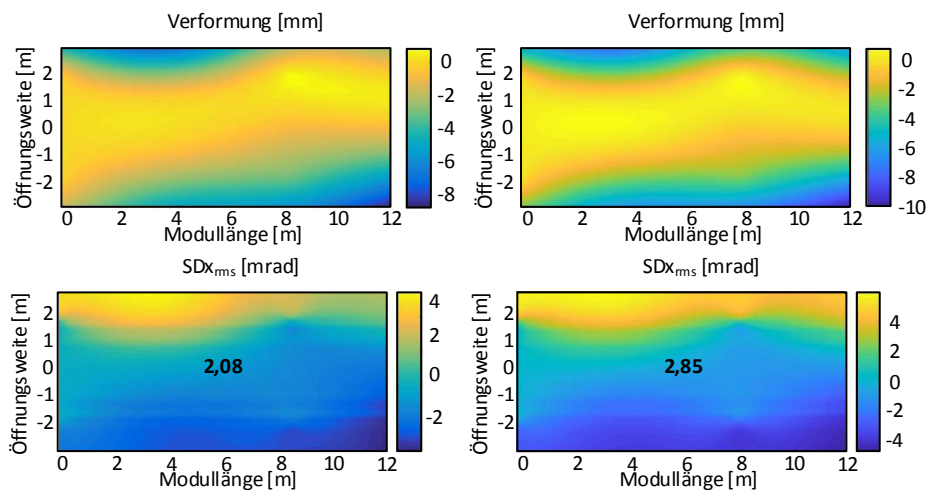 Verformung [mm]
Öffnungsweite [m]
2
1
0
-1
-2
0 2 4 6 8 10 12
Modullänge [m]
0
-2
-4
-6
-8
Verformung [mm]
Öffnungsweite [m]
2
1
0
-1
-2
0 2 4 6 8 10 12
Modullänge [m]
0
-2
-4
-6
-8
-10
SDxrms [mrad]
Öffnungsweite [m]
2
1
0
-1
-2
2,08
0 2 4 6 8 10 12
Modullänge [m]
4
2
0
-2
SDxrms [mrad]
Öffnungsweite [m]
2
1
0
-1
-2
2,85
0 2 4 6 8 10 12
Modullänge [m]
4
2
0
-2
-4